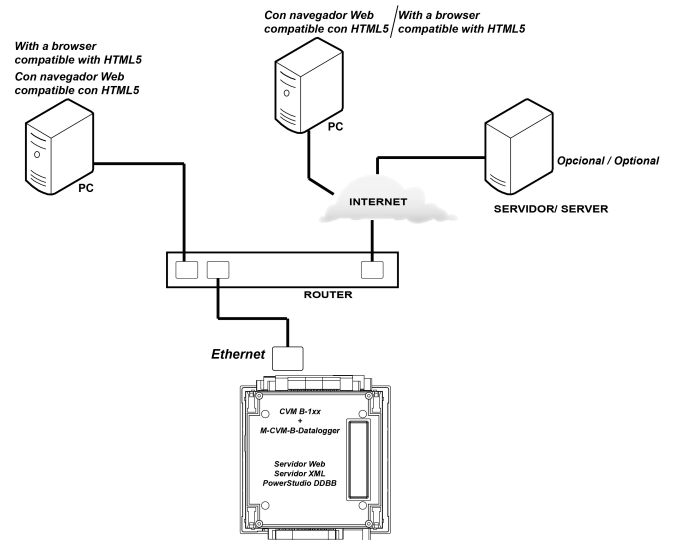 Con navegador Web / With a browser
compatible con HTML5 / compatible with HTML5
With a browser
compatible with HTML5
Con navegador Web
compatible con HTML5
PC
PC
Opcional / Optional
INTERNET
SERVIDOR/ SERVER
ROUTER
Ethernet
CVM B-1xx
+
M-CVM-B-Datalogger
Servidor Web
Servidor XML
PowerStudio DDBB